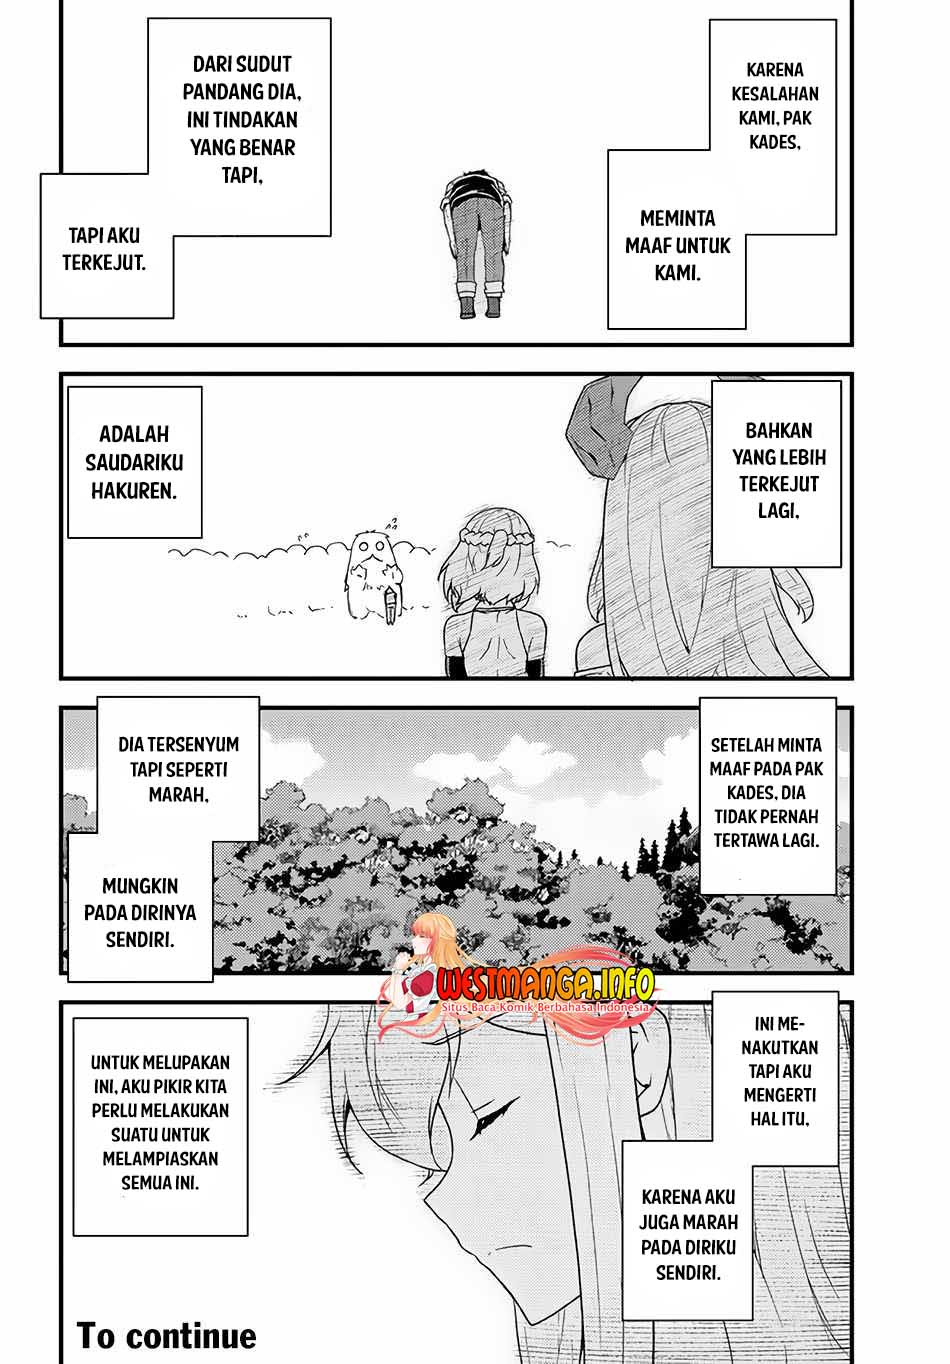 KARENA
KESALAHAN
KAMI, PAK
KADES,
MEMINTA
MAAF UNTUK
KAMI.
DARI SUDUT
PANDANG DIA,
INI TINDAKAN
YANG BENAR
TAPI,
TAPI AKU
TERKEJUT.
BAHKAN
YANG LEBIH
TERKEJUT
LAGI,
ADALAH
SAUDARIKU
HAKUREN.
SETELAH MINTA
MAAF PADA PAK
KADES, DIA
TIDAK PERNAH
TERTAWA LAGI.
DIA TERSENYUM
TAPI SEPERTI
MARAH,
MUNGKIN
PADA DIRINYA
SENDIRI.
WESTMANGA.INFO
Situs Baca Komik Berbahasa Indonesia
INI ME-
NAKUTKAN
TAPI AKU
MENGERTI
HAL ITU,
KARENA AKU
JUGA MARAH
PADA DIRIKU
SENDIRI.
UNTUK MELUPAKAN
INI, AKU PIKIR KITA
PERLU MELAKUKAN
SUATU UNTUK
MELAMPIASKAN
SEMUA INI.
To continue